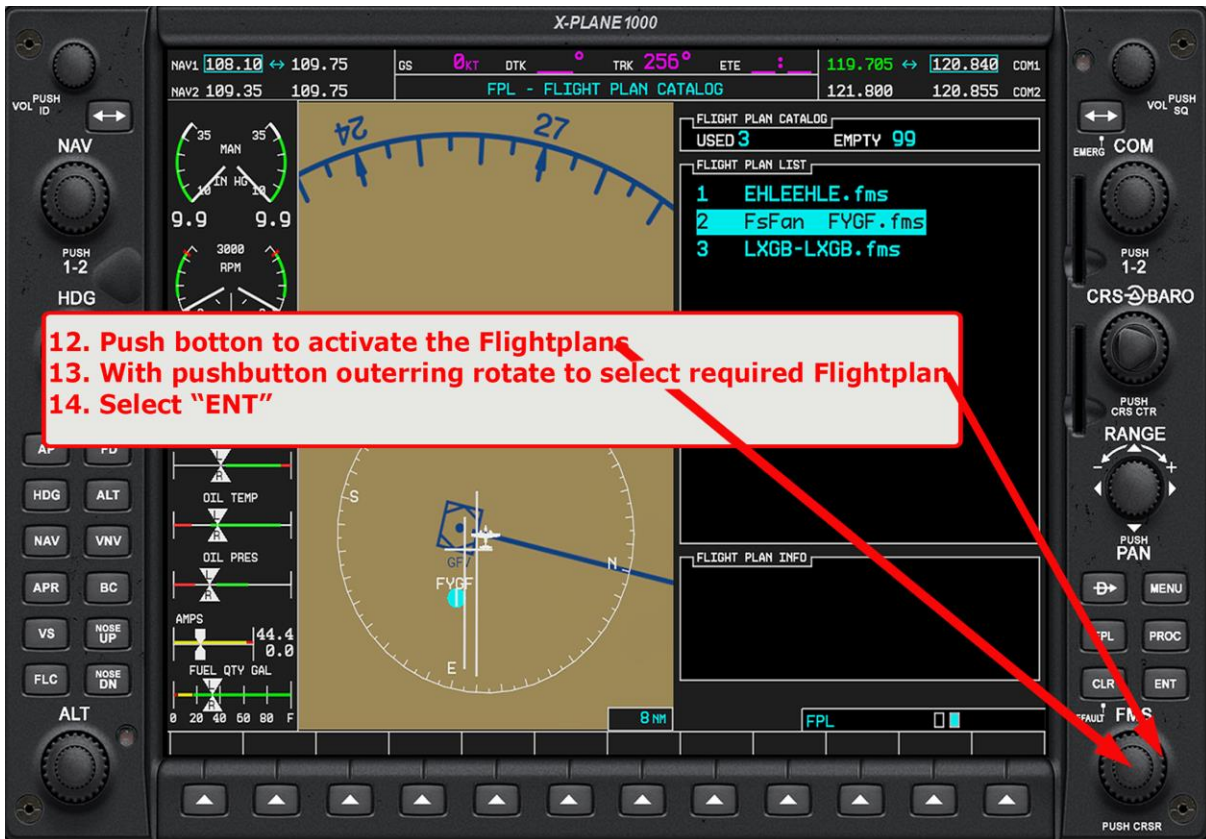 X-PLANE 1000
NAV1 108.10 ↔ 109.75
NAV2 109.35 109.75
GS 0KT DTK ___° TRK 256° ETE __:__
FPL - FLIGHT PLAN CATALOG
119.705 ↔ 120.840 COM1
121.800 120.855 COM2
VOL PUSH ID
NAV
PUSH 1-2
HDG
35 35
MAN
IN HG
10 10
9.9 9.9
3000
RPM
24 27
FLIGHT PLAN CATALOG
USED 3 EMPTY 99
FLIGHT PLAN LIST
1 EHLEEHLE.fms
2 FsFan FYGF.fms
3 LXGB-LXGB.fms
VOL PUSH SQ
EMERG COM
PUSH 1-2
CRS BARO
PUSH CRS CTR
RANGE
- +
PUSH PAN
12. Push botton to activate the Flightplans
13. With pushbutton outerring rotate to select required Flightplan
14. Select “ENT”
AP FD
HDG ALT
NAV VNV
APR BC
VS NOSE UP
FLC NOSE DN
ALT
L
R
OIL TEMP
L
R
OIL PRES
L
R
AMPS
44.4
0.0
FUEL QTY GAL
L
R
0 20 40 60 80 F
S
N
E
GF
FYGF
8 NM
FLIGHT PLAN INFO
FPL
D MENU
FPL PROC
CLR ENT
FMS
PUSH CRSR